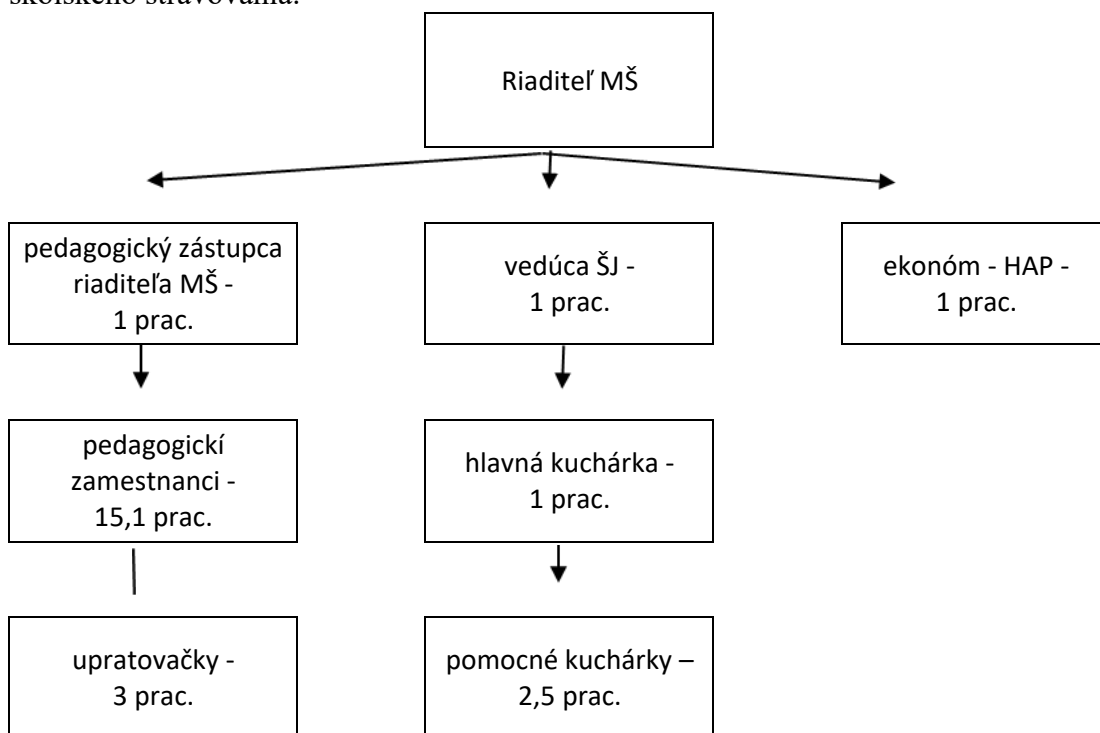 školského stravovania.
Riaditeľ MŠ
pedagogický zástupca
riaditeľa MŠ -
1 prac.
vedúca ŠJ -
1 prac.
ekonóm - HAP -
1 prac.
pedagogickí
zamestnanci -
15,1 prac.
hlavná kuchárka -
1 prac.
upratovačky -
3 prac.
pomocné kuchárky –
2,5 prac.